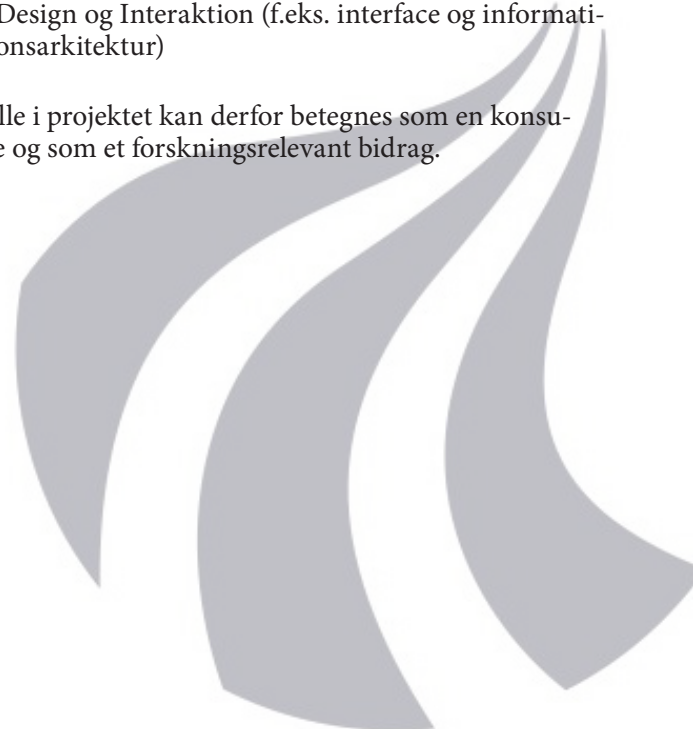 Design og Interaktion (f.eks. interface og informati-
onsarkitektur)
lle i projektet kan derfor betegnes som en konsu-
e og som et forskningsrelevant bidrag.